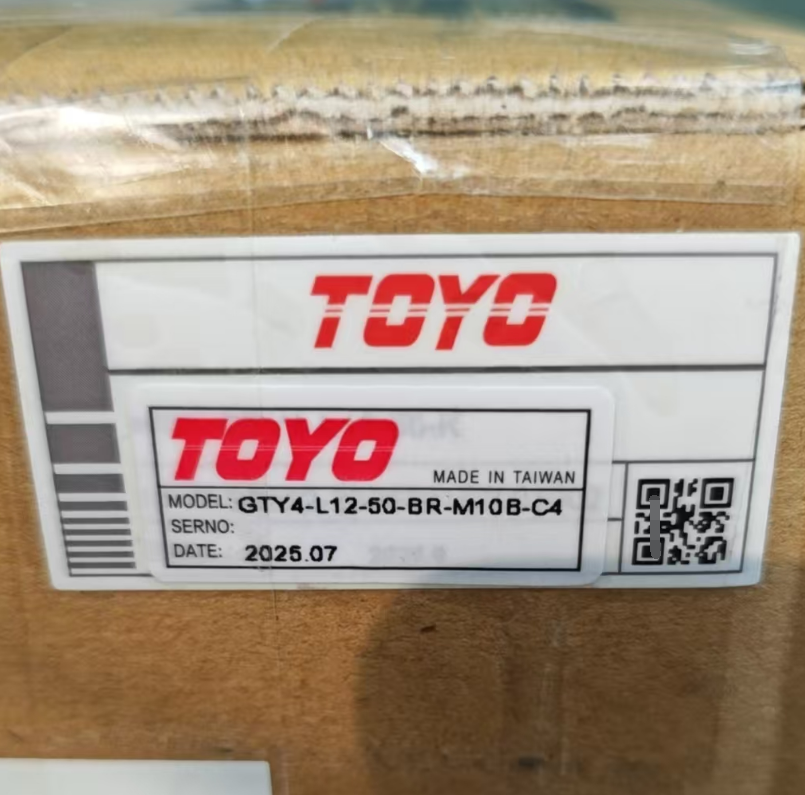 TOYO
TOYO
MADE IN TAIWAN
MODEL: GTY4-L12-50-BR-M10B-C4
SERNO:
DATE: 2025.07